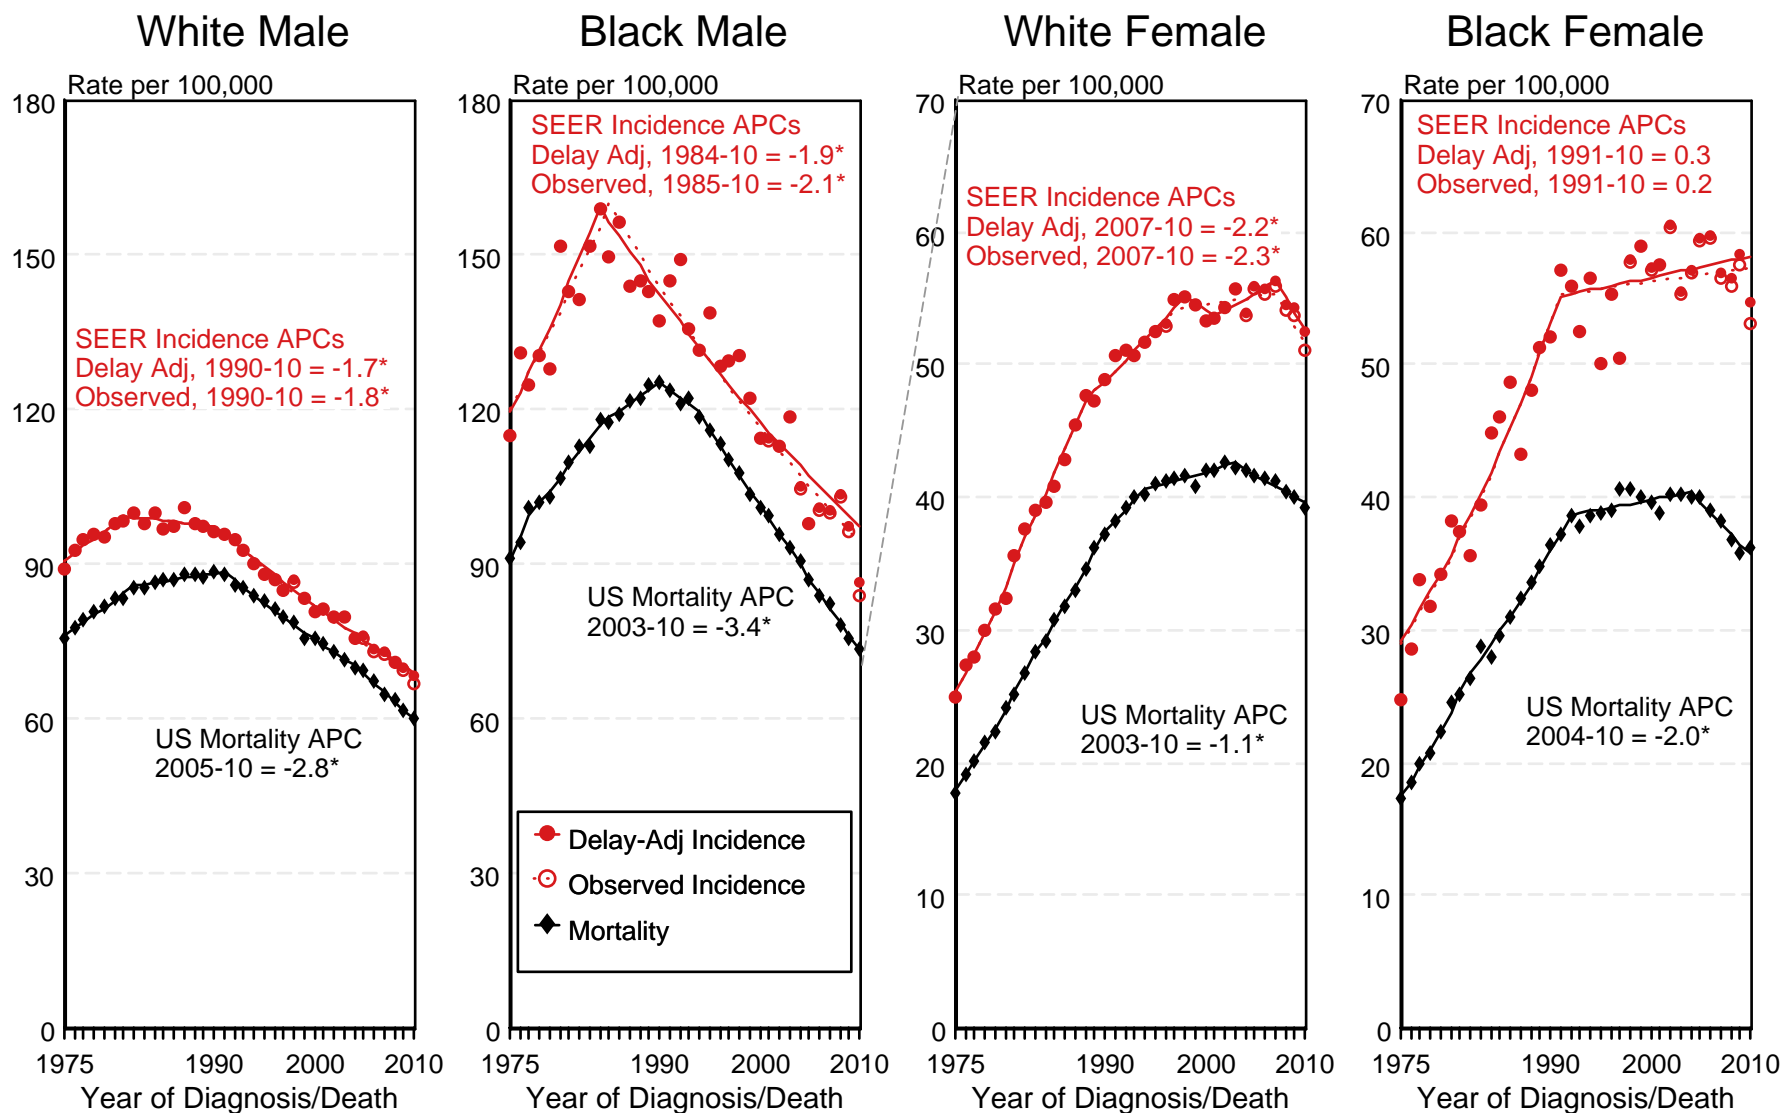 White Male
Rate per 100,000
180
150
120
90
60
30
0
SEER Incidence APCs
Delay Adj, 1990-10 = -1.7*
Observed, 1990-10 = -1.8*
US Mortality APC
2005-10 = -2.8*
1975
1990
2000
2010
Year of Diagnosis/Death
Black Male
Rate per 100,000
180
150
120
90
60
30
0
SEER Incidence APCs
Delay Adj, 1984-10 = -1.9*
Observed, 1985-10 = -2.1*
US Mortality APC
2003-10 = -3.4*
Delay-Adj Incidence
Observed Incidence
Mortality
1975
1990
2000
2010
Year of Diagnosis/Death
White Female
Rate per 100,000
70
60
50
40
30
20
10
0
SEER Incidence APCs
Delay Adj, 2007-10 = -2.2*
Observed, 2007-10 = -2.3*
US Mortality APC
2003-10 = -1.1*
1975
1990
2000
2010
Year of Diagnosis/Death
Black Female
Rate per 100,000
70
60
50
40
30
20
10
0
SEER Incidence APCs
Delay Adj, 1991-10 = 0.3
Observed, 1991-10 = 0.2
US Mortality APC
2004-10 = -2.0*
1975
1990
2000
2010
Year of Diagnosis/Death